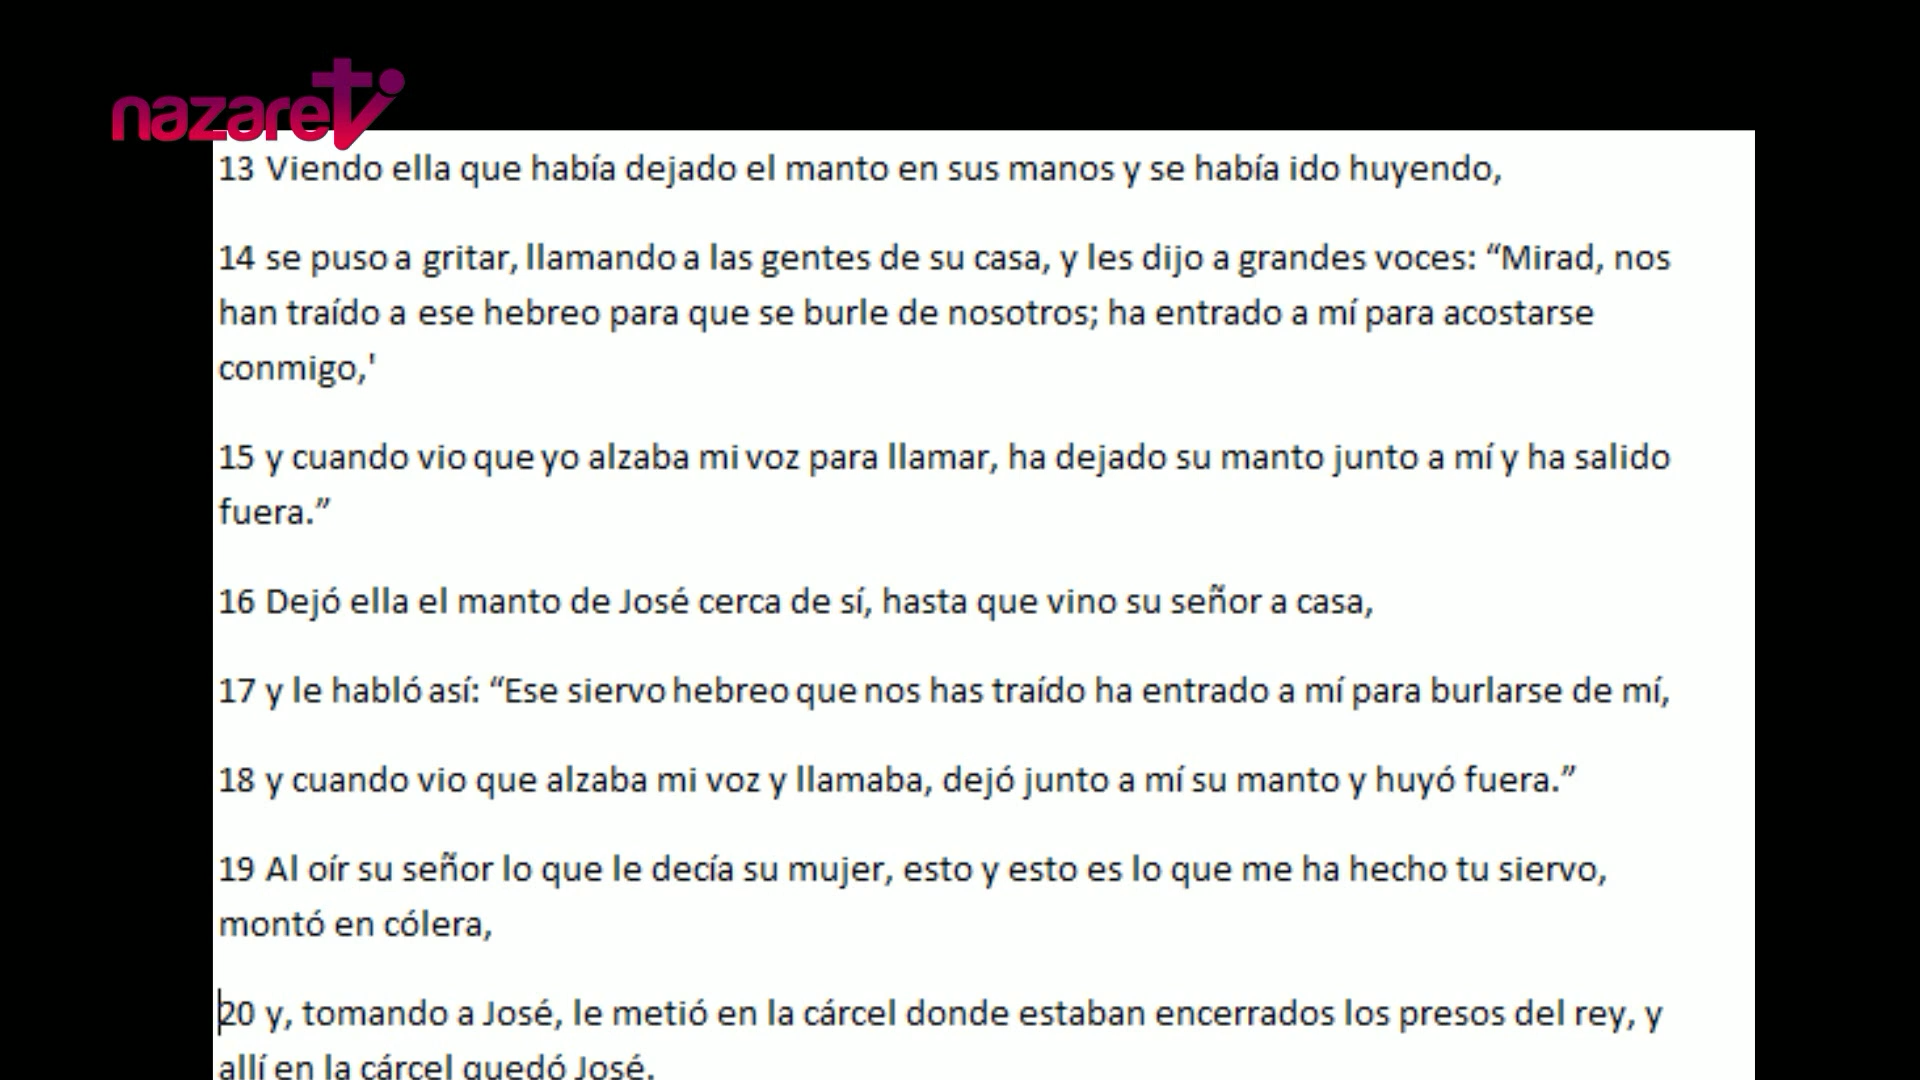 nazaretv
13 Viendo ella que había dejado el manto en sus manos y se había ido huyendo,
14 se puso a gritar, llamando a las gentes de su casa, y les dijo a grandes voces: “Mirad, nos
han traído a ese hebreo para que se burle de nosotros; ha entrado a mí para acostarse
conmigo,'
15 y cuando vio que yo alzaba mi voz para llamar, ha dejado su manto junto a mí y ha salido
fuera.”
16 Dejó ella el manto de José cerca de sí, hasta que vino su señor a casa,
17 y le habló así: “Ese siervo hebreo que nos has traído ha entrado a mí para burlarse de mí,
18 y cuando vio que alzaba mi voz y llamaba, dejó junto a mí su manto y huyó fuera.”
19 Al oír su señor lo que le decía su mujer, esto y esto es lo que me ha hecho tu siervo,
montó en cólera,
20 y, tomando a José, le metió en la cárcel donde estaban encerrados los presos del rey, y
allí en la cárcel quedó José.